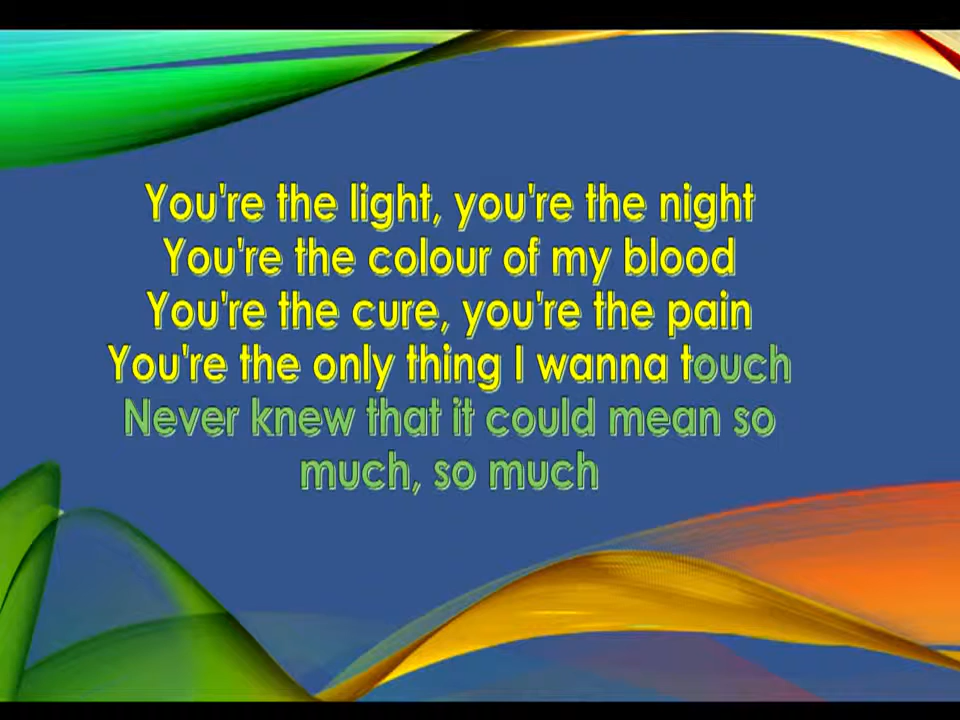 You're the light, you're the night
You're the colour of my blood
You're the cure, you're the pain
You're the only thing I wanna touch
Never knew that it could mean so
much, so much